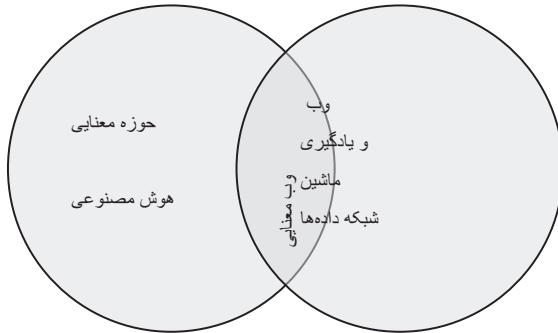 حوزه معنایی
هوش مصنوعی
وب معنایی
وب
و یادگیری
ماشین
شبکه داده‌ها